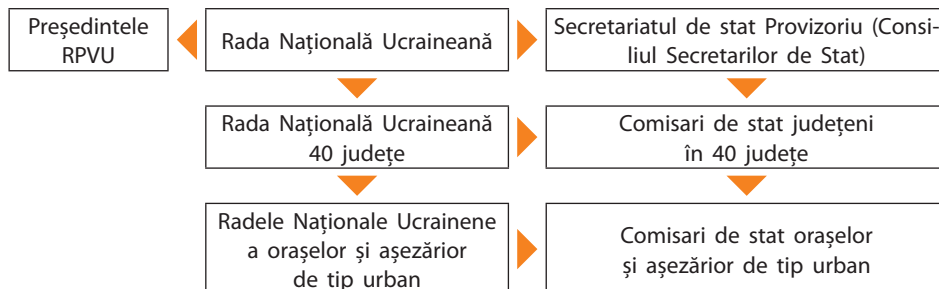 Președintele
RPVU
Rada Națională Ucraineană
Secretariatul de stat Provizoriu (Consi-
liul Secretarilor de Stat)
Rada Națională Ucraineană
40 județe
Comisari de stat județeni
în 40 județe
Radele Naționale Ucrainene
a orașelor și așezărior
de tip urban
Comisari de stat orașelor
și așezărior de tip urban